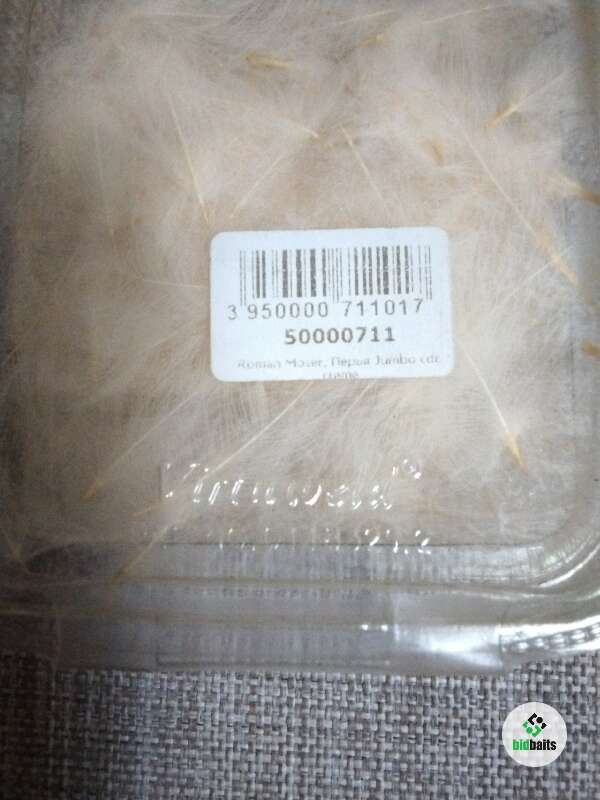 3 950000 711017
50000711
Roman Moser, Перья Jumbo cdc
creme
bidbaits